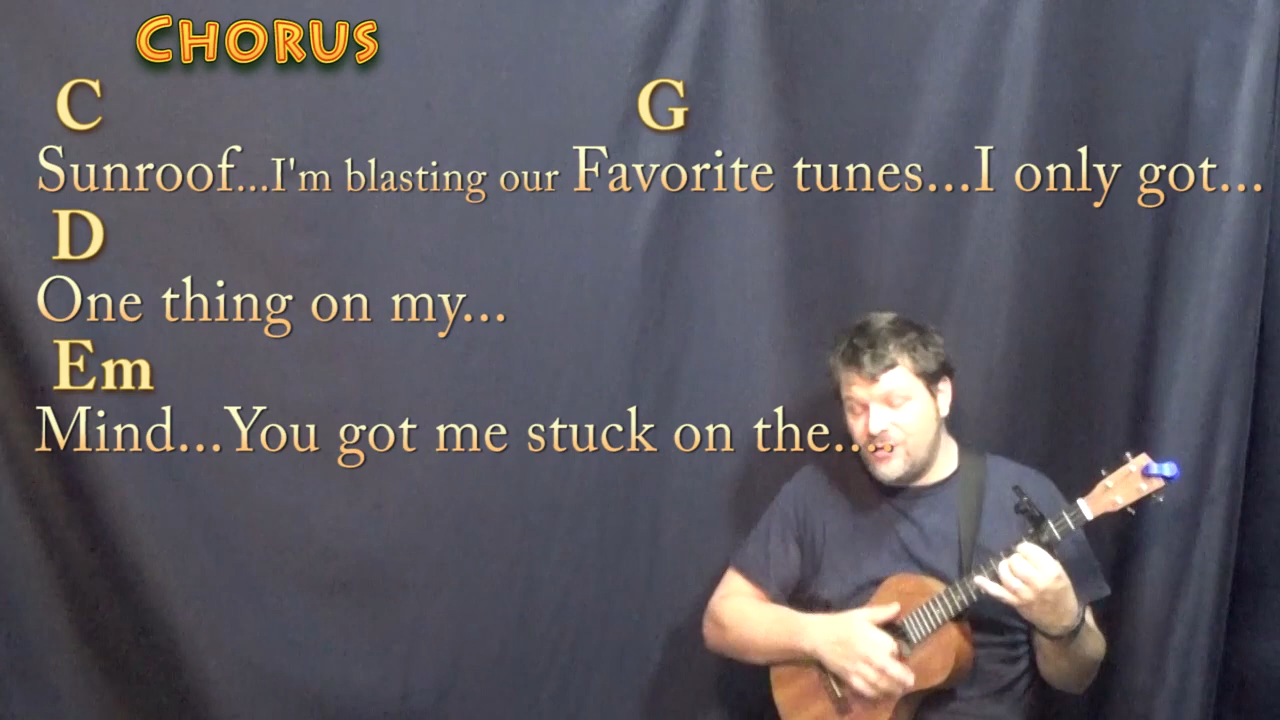 CHORUS
C G
Sunroof...I'm blasting our Favorite tunes...I only got...
D
One thing on my...
Em
Mind...You got me stuck on the...